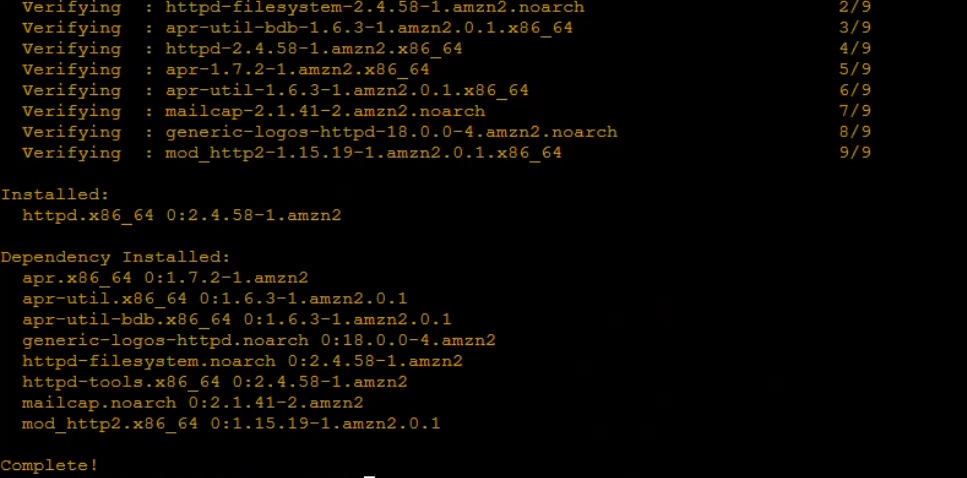 Verifying : httpd-filesystem-2.4.58-1.amzn2.noarch 2/9
Verifying : apr-util-bdb-1.6.3-1.amzn2.0.1.x86_64 3/9
Verifying : httpd-2.4.58-1.amzn2.x86_64 4/9
Verifying : apr-1.7.2-1.amzn2.x86_64 5/9
Verifying : apr-util-1.6.3-1.amzn2.0.1.x86_64 6/9
Verifying : mailcap-2.1.41-2.amzn2.noarch 7/9
Verifying : generic-logos-httpd-18.0.0-4.amzn2.noarch 8/9
Verifying : mod_http2-1.15.19-1.amzn2.0.1.x86_64 9/9
Installed:
httpd.x86_64 0:2.4.58-1.amzn2
Dependency Installed:
apr.x86_64 0:1.7.2-1.amzn2
apr-util.x86_64 0:1.6.3-1.amzn2.0.1
apr-util-bdb.x86_64 0:1.6.3-1.amzn2.0.1
generic-logos-httpd.noarch 0:18.0.0-4.amzn2
httpd-filesystem.noarch 0:2.4.58-1.amzn2
httpd-tools.x86_64 0:2.4.58-1.amzn2
mailcap.noarch 0:2.1.41-2.amzn2
mod_http2.x86_64 0:1.15.19-1.amzn2.0.1
Complete!